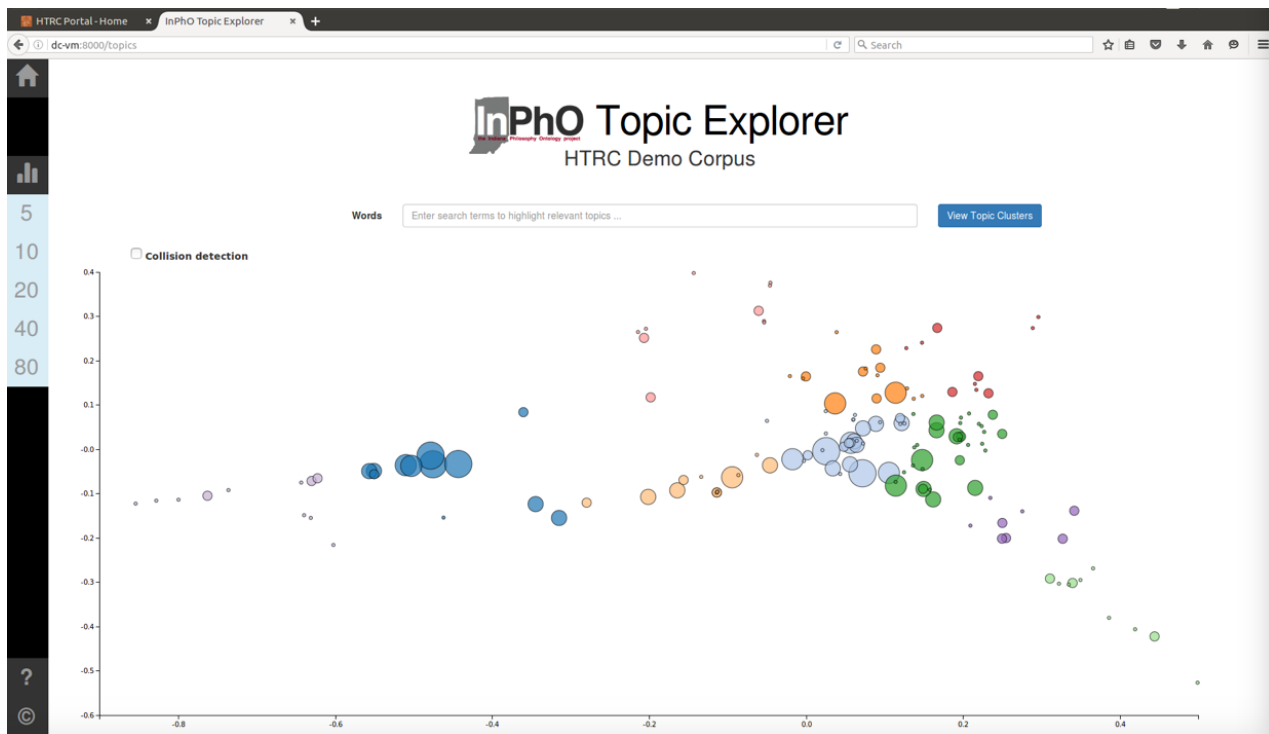 HTRC Portal - Home × InPhO Topic Explorer × +
dc-vm:8000/topics Search
InPhO Topic Explorer
HTRC Demo Corpus
Words Enter search terms to highlight relevant topics ... View Topic Clusters
Collision detection
5
10
20
40
80
?
©
0.4
0.3
0.2
0.1
-0.0
-0.1
-0.2
-0.3
-0.4
-0.5
-0.6
-0.8 -0.6 -0.4 -0.2 0.0 0.2 0.4